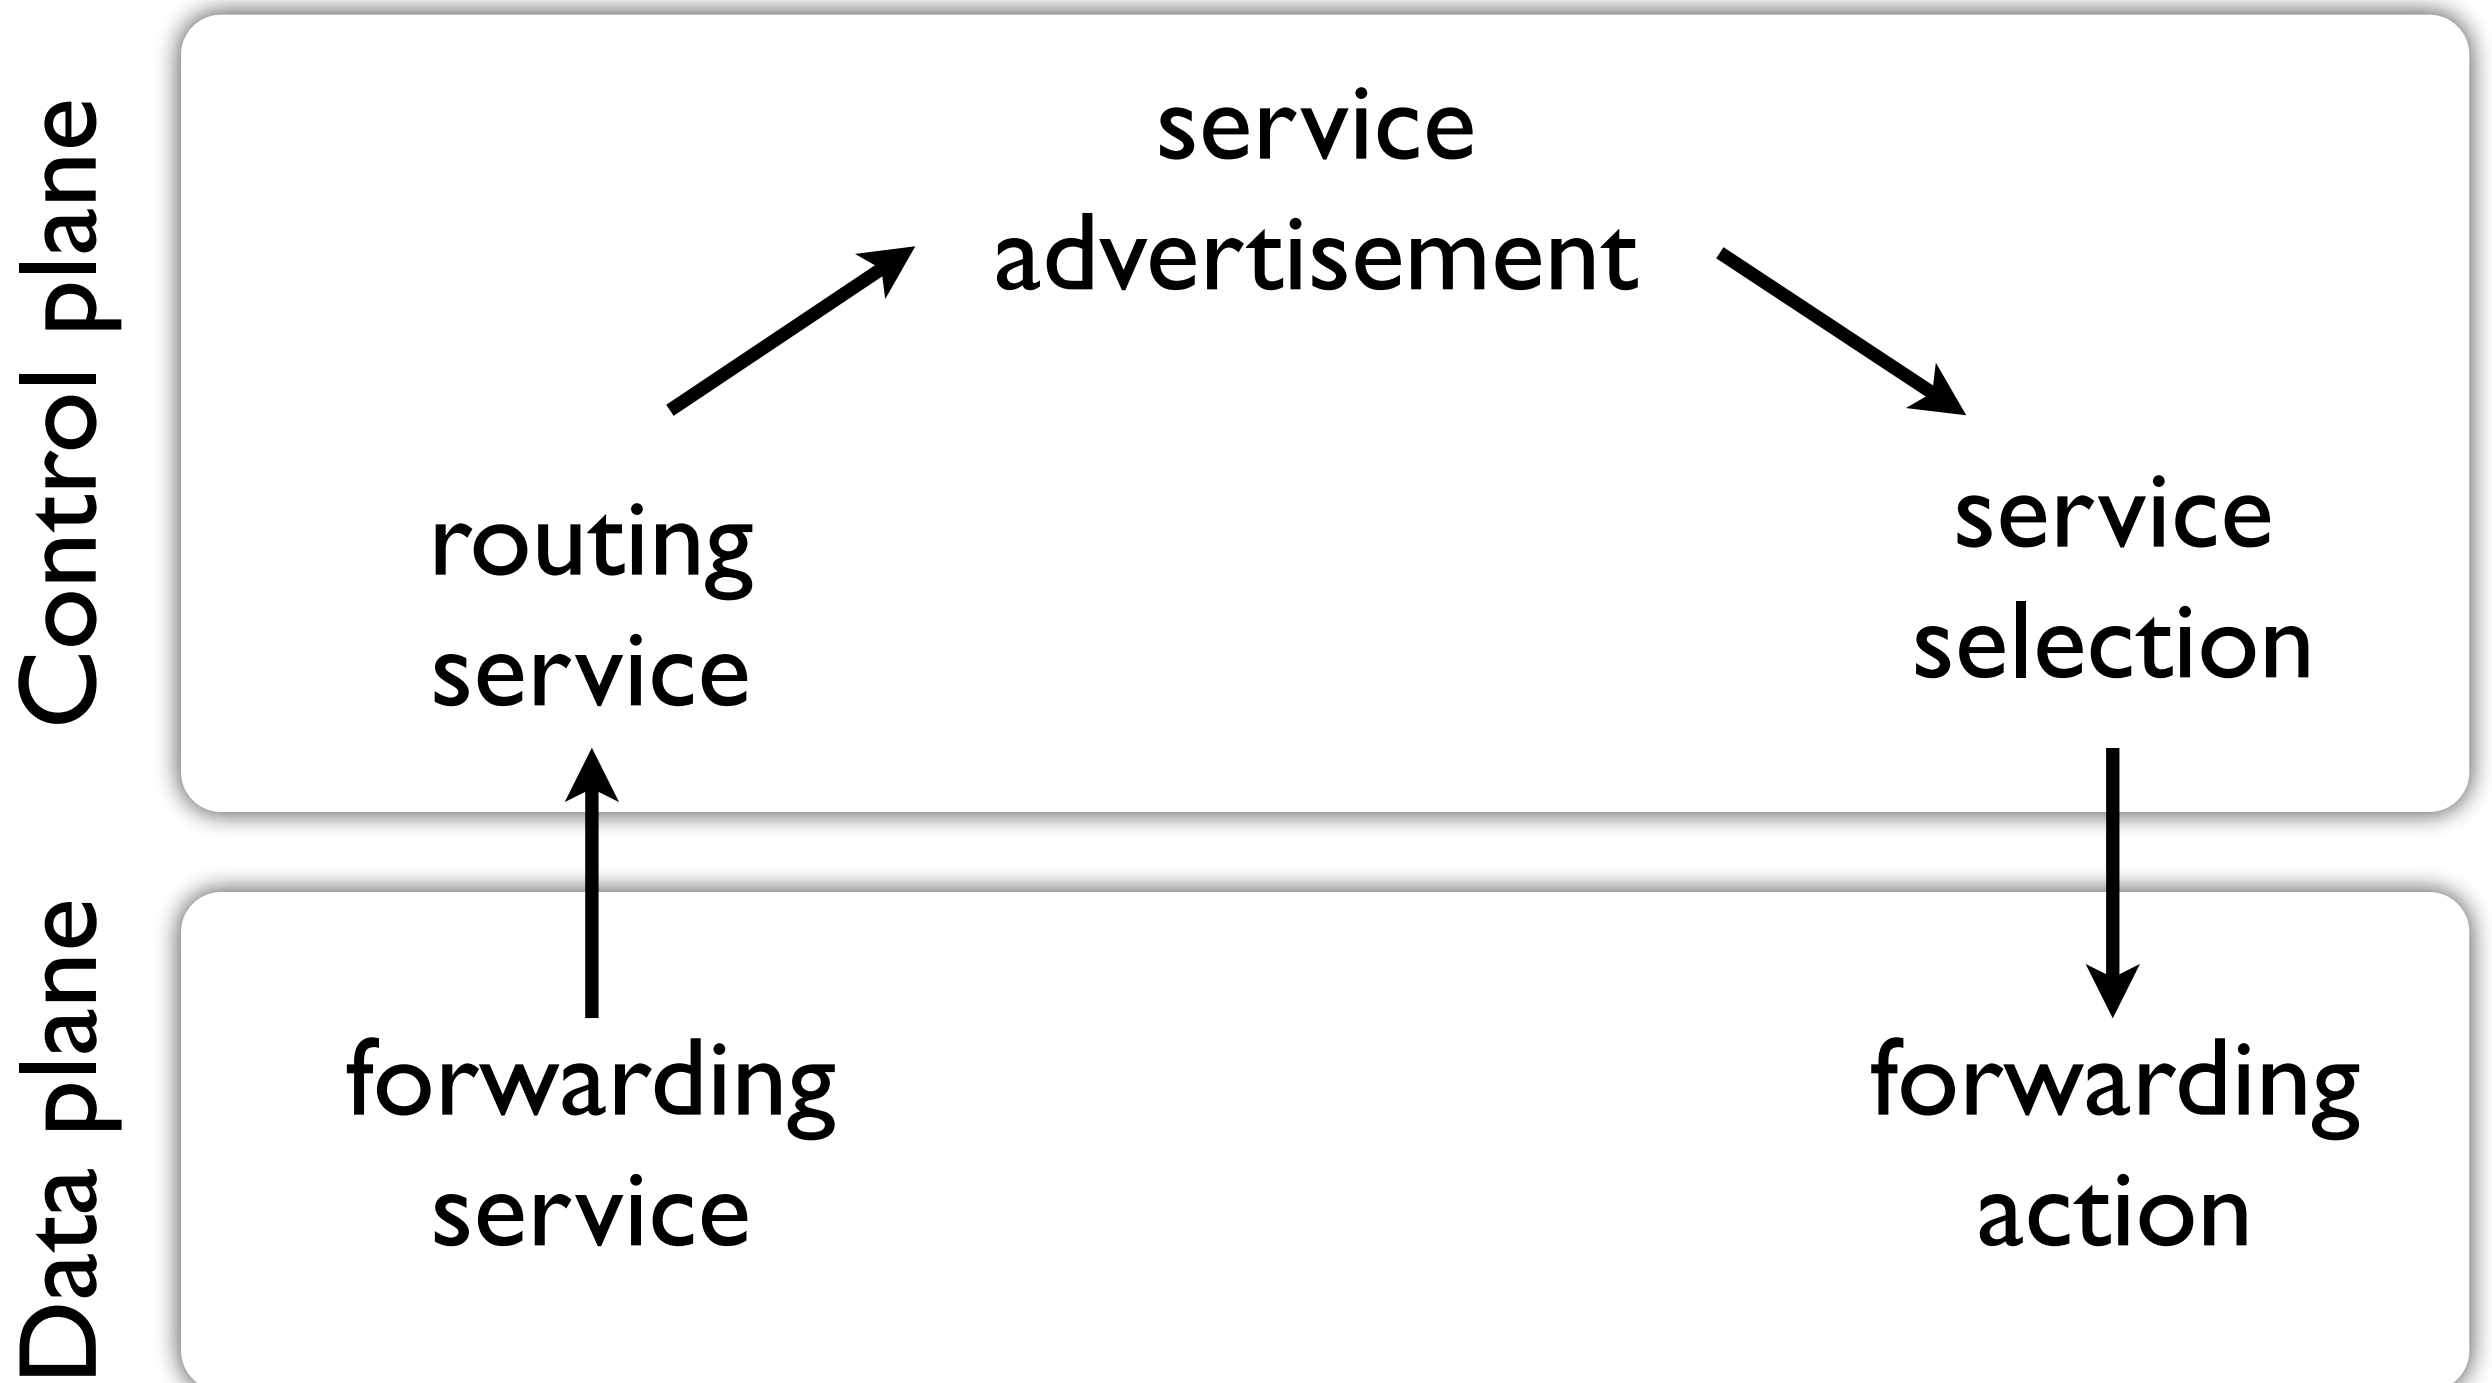 Control plane
service
advertisement
routing
service
service
selection
Data plane
forwarding
service
forwarding
action